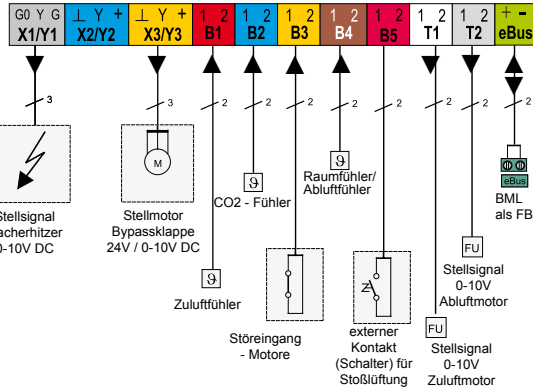 G0 Y G ⊥ Y + ⊥ Y + 1 2 1 2 1 2 1 2 1 2 1 2 1 2 + -
X1/Y1 X2/Y2 X3/Y3 B1 B2 B3 B4 B5 T1 T2 eBus
3 3 2 2 2 2 2 2 2 2
M
ϑ
CO2 - Fühler
ϑ
Raumfühler/
Abluftfühler
eBus
BML
als FB
Stellsignal
0-10V DC
Stellmotor
Bypassklappe
24V / 0-10V DC
ϑ
Zuluftfühler
FU
Stellsignal
0-10V
Abluftmotor
Störeingang
- Motore
externer
Kontakt
(Schalter) für
Stoßlüftung
FU
Stellsignal
0-10V
Zuluftmotor